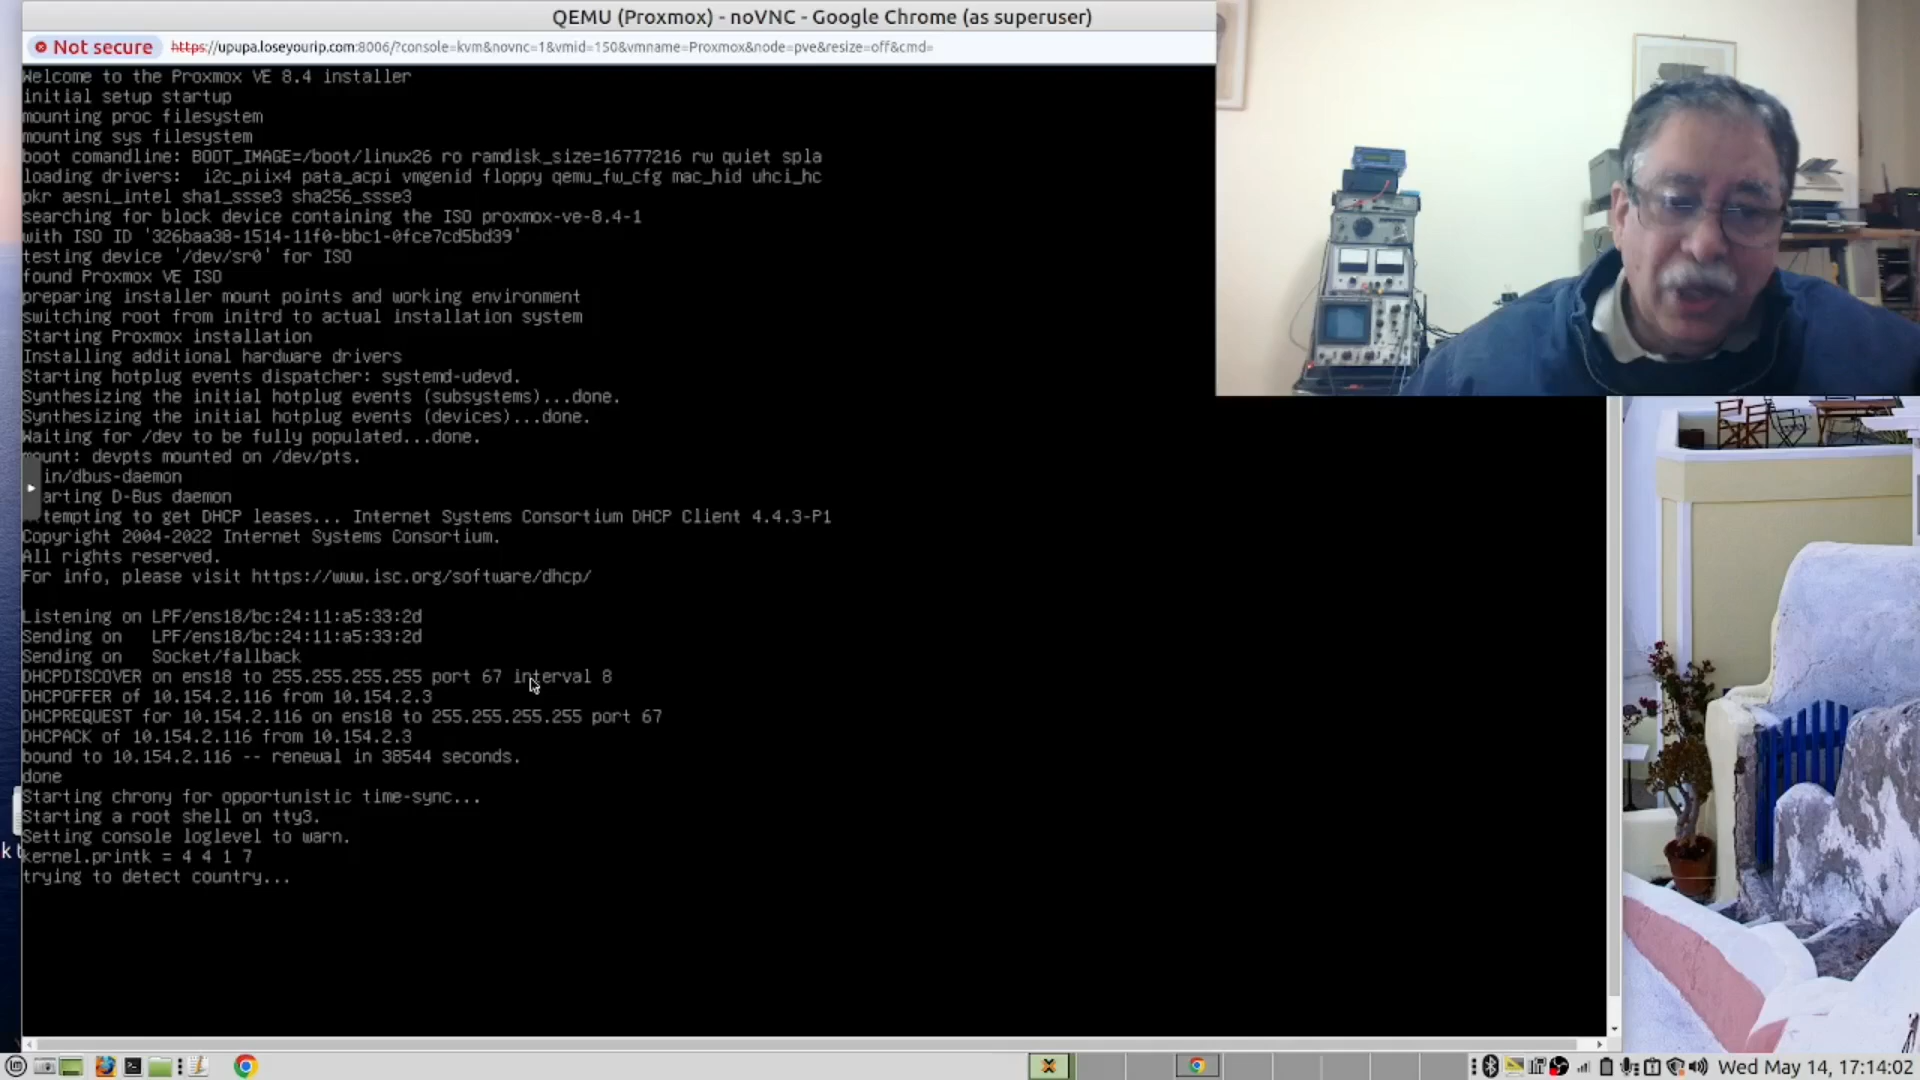 QEMU (Proxmox) - noVNC - Google Chrome (as superuser)
Not secure https://upupa.loseyourip.com:8006/?console=kvm&novnc=1&vmid=150&vmname=Proxmox&node=pve&resize=off&cmd=
Welcome to the Proxmox VE 8.4 installer
initial setup startup
mounting proc filesystem
mounting sys filesystem
boot comandline: BOOT_IMAGE=/boot/linux26 ro ramdisk_size=16777216 rw quiet spla
loading drivers:  i2c_piix4 pata_acpi vmgenid floppy qemu_fw_cfg mac_hid uhci_hc
pkr aesni_intel sha1_ssse3 sha256_ssse3
searching for block device containing the ISO proxmox-ve-8.4-1
with ISO ID '326baa38-1514-11f0-bbc1-0fce7cd5bd39'
testing device '/dev/sr0' for ISO
found Proxmox VE ISO
preparing installer mount points and working environment
switching root from initrd to actual installation system
Starting Proxmox installation
Installing additional hardware drivers
Starting hotplug events dispatcher: systemd-udevd.
Synthesizing the initial hotplug events (subsystems)...done.
Synthesizing the initial hotplug events (devices)...done.
Waiting for /dev to be fully populated...done.
mount: devpts mounted on /dev/pts.
in/dbus-daemon
arting D-Bus daemon
tempting to get DHCP leases... Internet Systems Consortium DHCP Client 4.4.3-P1
Copyright 2004-2022 Internet Systems Consortium.
All rights reserved.
For info, please visit https://www.isc.org/software/dhcp/
Listening on LPF/ens18/bc:24:11:a5:33:2d
Sending on   LPF/ens18/bc:24:11:a5:33:2d
Sending on   Socket/fallback
DHCPDISCOVER on ens18 to 255.255.255.255 port 67 interval 8
DHCPOFFER of 10.154.2.116 from 10.154.2.3
DHCPREQUEST for 10.154.2.116 on ens18 to 255.255.255.255 port 67
DHCPACK of 10.154.2.116 from 10.154.2.3
bound to 10.154.2.116 -- renewal in 38544 seconds.
done
Starting chrony for opportunistic time-sync...
Starting a root shell on tty3.
Setting console loglevel to warn.
kernel.printk = 4 4 1 7
trying to detect country...
k t
Wed May 14, 17:14:02